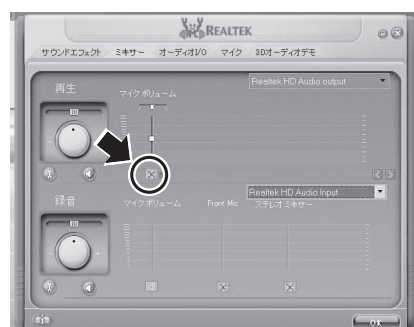 REALTEK
サウンドエフェクト ミキサー オーディオI/O マイク 3Dオーディオデモ
Realtek HD Audio output
再生
マイク ボリューム
Realtek HD Audio Input
録音
マイク ボリューム Front Mic ステレオ ミキサー
OK